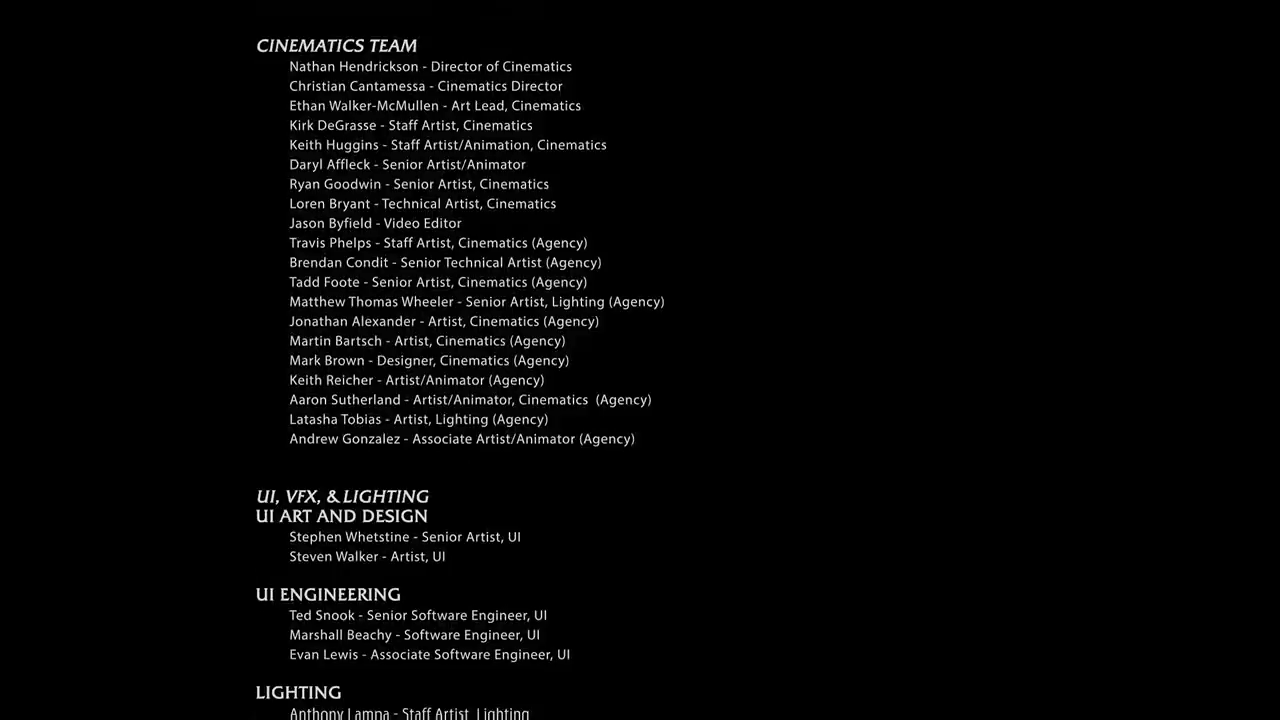 CINEMATICS TEAM
Nathan Hendrickson - Director of Cinematics
Christian Cantamessa - Cinematics Director
Ethan Walker-McMullen - Art Lead, Cinematics
Kirk DeGrasse - Staff Artist, Cinematics
Keith Huggins - Staff Artist/Animation, Cinematics
Daryl Affleck - Senior Artist/Animator
Ryan Goodwin - Senior Artist, Cinematics
Loren Bryant - Technical Artist, Cinematics
Jason Byfield - Video Editor
Travis Phelps - Staff Artist, Cinematics (Agency)
Brendan Condit - Senior Technical Artist (Agency)
Tadd Foote - Senior Artist, Cinematics (Agency)
Matthew Thomas Wheeler - Senior Artist, Lighting (Agency)
Jonathan Alexander - Artist, Cinematics (Agency)
Martin Bartsch - Artist, Cinematics (Agency)
Mark Brown - Designer, Cinematics (Agency)
Keith Reicher - Artist/Animator (Agency)
Aaron Sutherland - Artist/Animator, Cinematics  (Agency)
Latasha Tobias - Artist, Lighting (Agency)
Andrew Gonzalez - Associate Artist/Animator (Agency)
UI, VFX, & LIGHTING
UI ART AND DESIGN
Stephen Whetstine - Senior Artist, UI
Steven Walker - Artist, UI
UI ENGINEERING
Ted Snook - Senior Software Engineer, UI
Marshall Beachy - Software Engineer, UI
Evan Lewis - Associate Software Engineer, UI
LIGHTING
Anthony Lampa - Staff Artist, Lighting